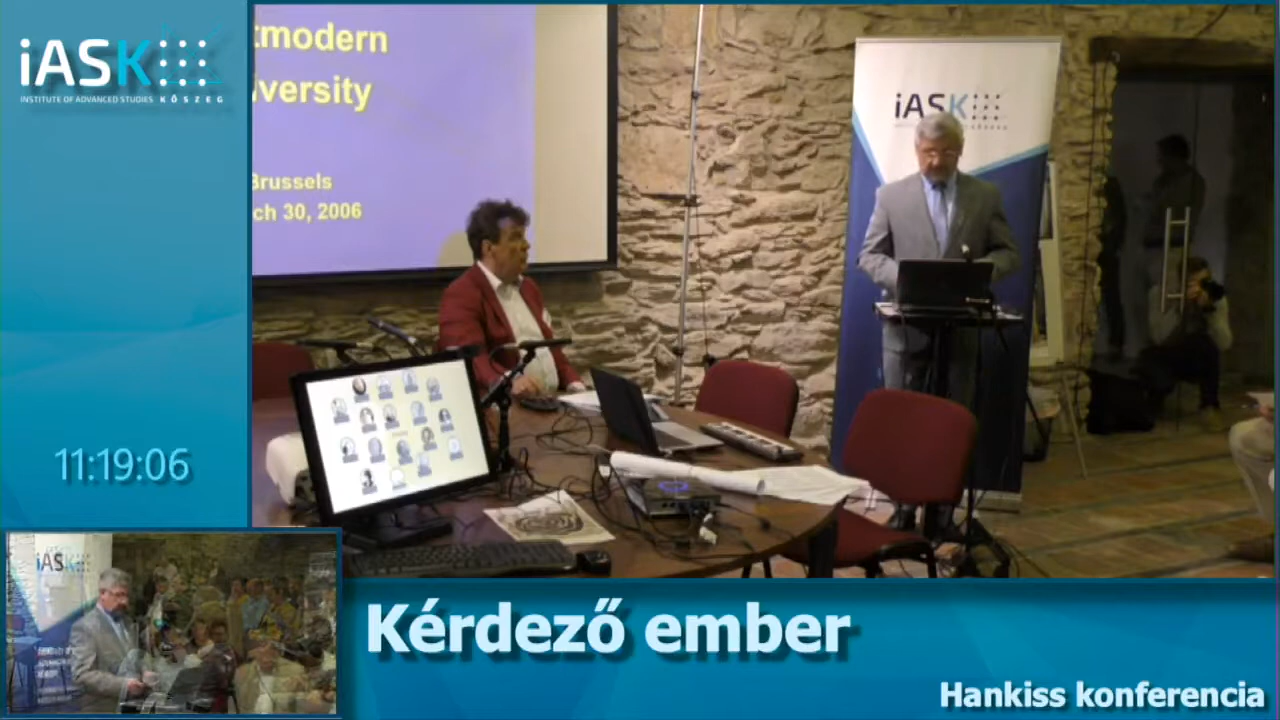 iASK
INSTITUTE OF ADVANCED STUDIES KŐSZEG
tmodern
iversity
Brussels
ch 30, 2006
iASK
11:19:06
iASK
Kérdező ember
Hankiss konferencia